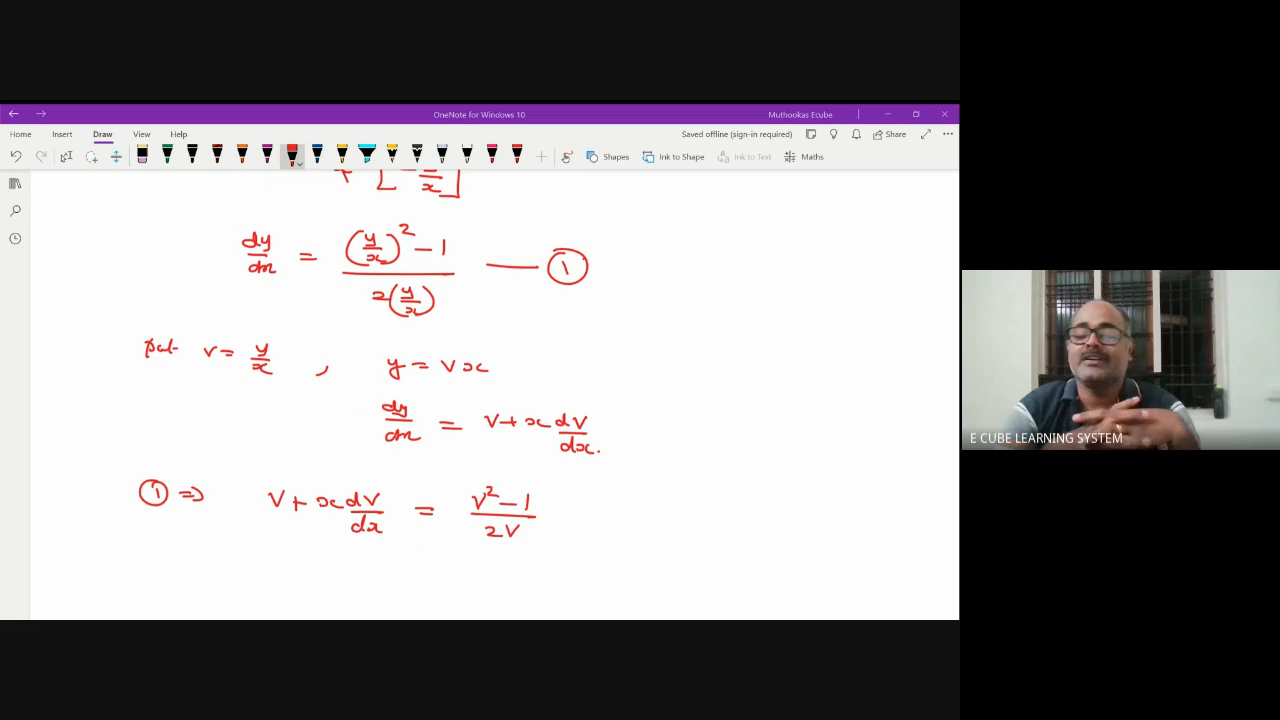 OneNote for Windows 10
Muthookas Ecube
Home Insert Draw View Help
Saved offline (sign-in required) Share
Shapes Ink to Shape Ink to Text Maths
x
dy/dx = ((y/x)^2 - 1) / (2(y/x)) —— ①
put v = y/x , y = vx
dy/dx = v + x dv/dx.
① ⇒ v + x dv/dx = (v^2 - 1) / (2v)
E CUBE LEARNING SYSTEM